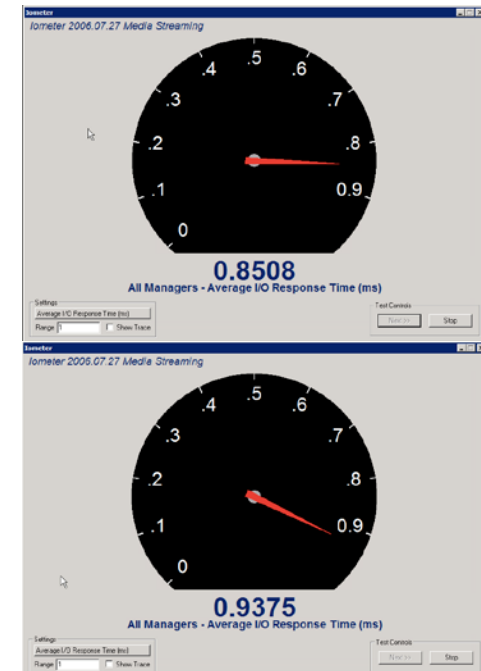 Iometer
Iometer 2006.07.27 Media Streaming
.5
.4 .6
.3 .7
.2 .8
.1 0.9
0
0.8508
All Managers - Average I/O Response Time (ms)
Settings
Average I/O Response Time (ms)
Range 1 Show Trace
Test Controls
Next >>
Stop
Iometer
Iometer 2006.07.27 Media Streaming
.5
.4 .6
.3 .7
.2 .8
.1 0.9
0
0.9375
All Managers - Average I/O Response Time (ms)
Settings
Average I/O Response Time (ms)
Range 1 Show Trace
Test Controls
Next >>
Stop